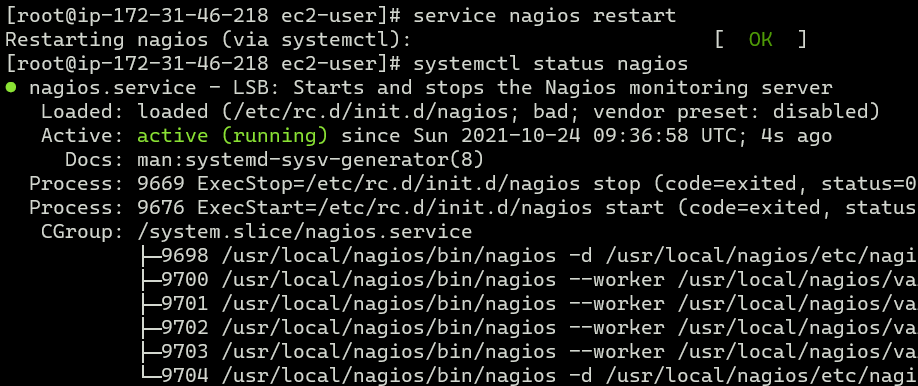 [root@ip-172-31-46-218 ec2-user]# service nagios restart
Restarting nagios (via systemctl):                         [  OK  ]
[root@ip-172-31-46-218 ec2-user]# systemctl status nagios
● nagios.service - LSB: Starts and stops the Nagios monitoring server
   Loaded: loaded (/etc/rc.d/init.d/nagios; bad; vendor preset: disabled)
   Active: active (running) since Sun 2021-10-24 09:36:58 UTC; 4s ago
     Docs: man:systemd-sysv-generator(8)
  Process: 9669 ExecStop=/etc/rc.d/init.d/nagios stop (code=exited, status=0
  Process: 9676 ExecStart=/etc/rc.d/init.d/nagios start (code=exited, status
   CGroup: /system.slice/nagios.service
           ├─9698 /usr/local/nagios/bin/nagios -d /usr/local/nagios/etc/nagi
           ├─9700 /usr/local/nagios/bin/nagios --worker /usr/local/nagios/va
           ├─9701 /usr/local/nagios/bin/nagios --worker /usr/local/nagios/va
           ├─9702 /usr/local/nagios/bin/nagios --worker /usr/local/nagios/va
           ├─9703 /usr/local/nagios/bin/nagios --worker /usr/local/nagios/va
           └─9704 /usr/local/nagios/bin/nagios -d /usr/local/nagios/etc/nagi